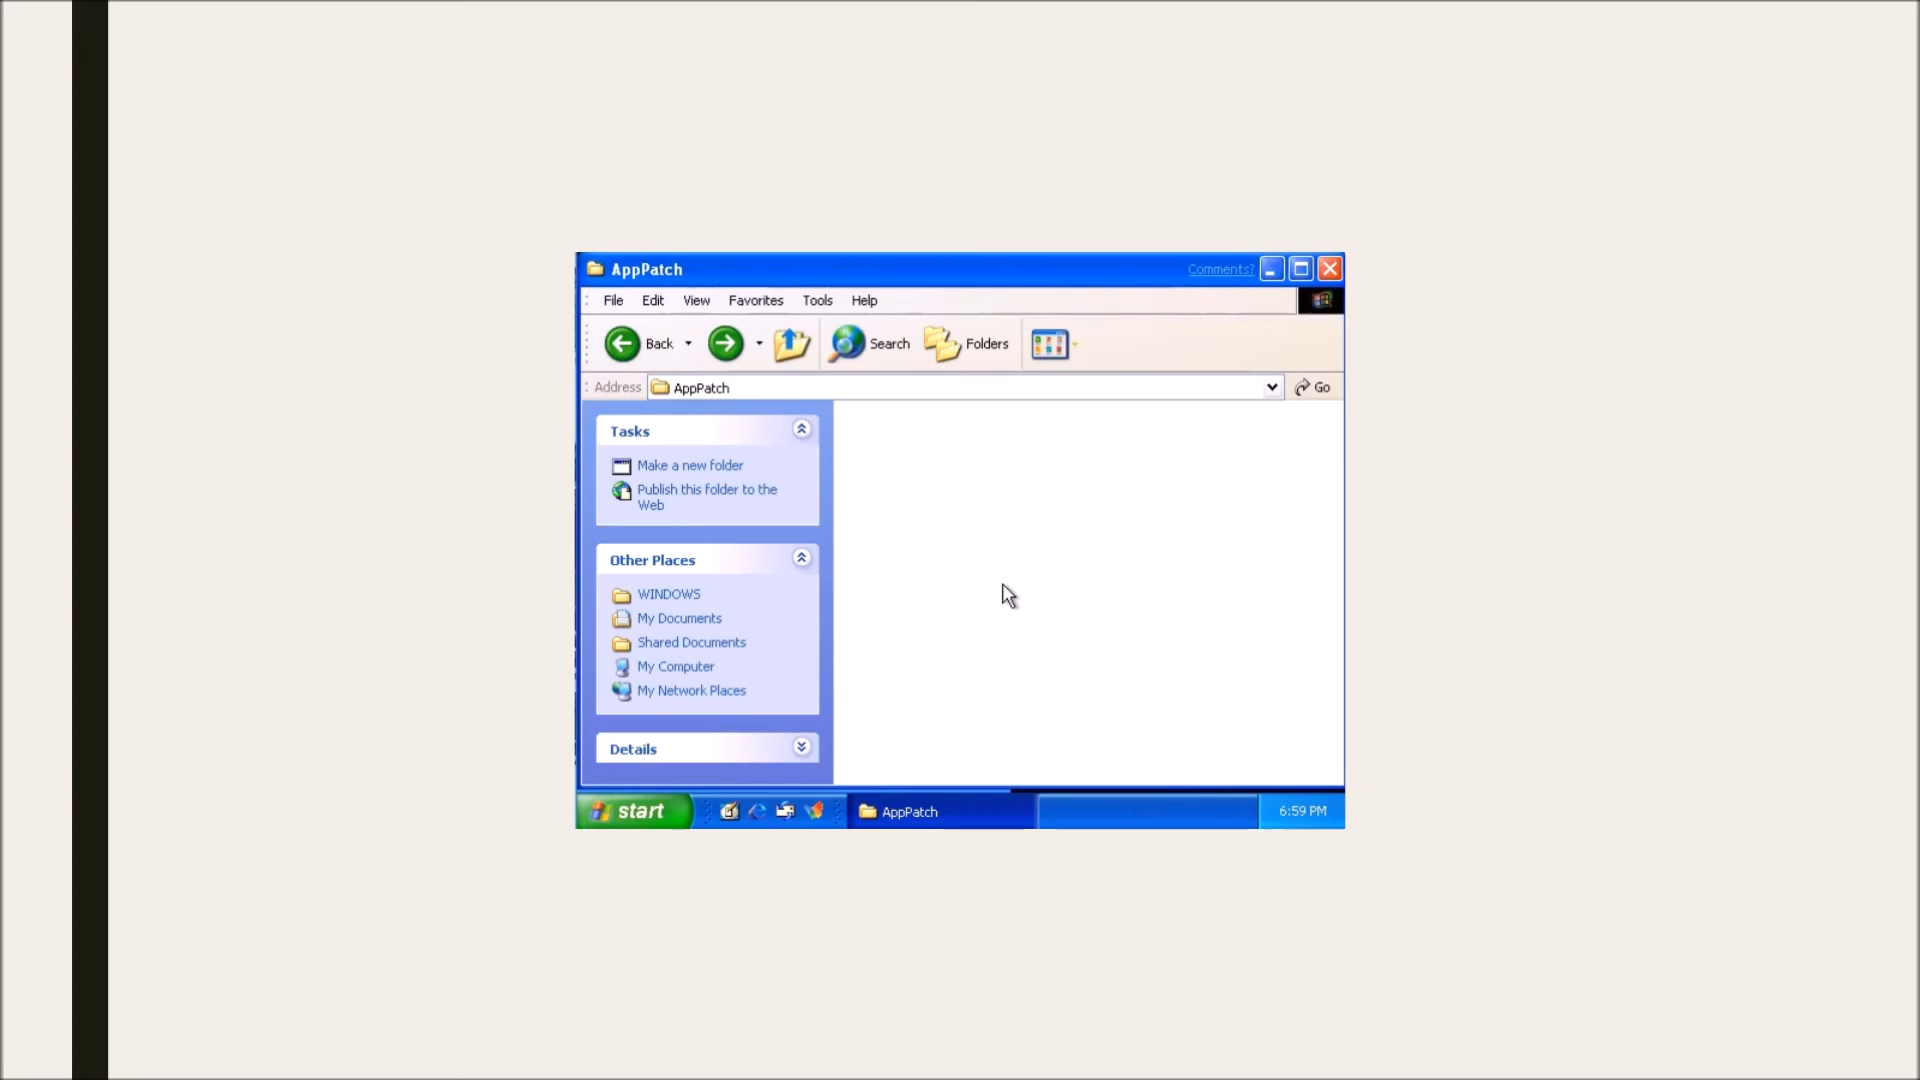 AppPatch
Comments?
File Edit View Favorites Tools Help
Back Search Folders
Address AppPatch Go
Tasks
Make a new folder
Publish this folder to the
Web
Other Places
WINDOWS
My Documents
Shared Documents
My Computer
My Network Places
Details
start AppPatch 6:59 PM